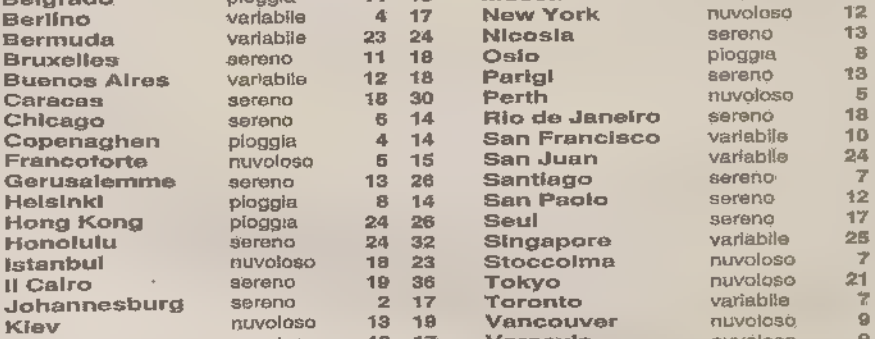 Belgrado pioggia
Berlino variabile 4 17
Bermuda variabile 23 24
Bruxelles sereno 11 18
Buenos Aires variabile 12 18
Caracas sereno 18 30
Chicago sereno 6 14
Copenaghen pioggia 4 14
Francoforte nuvoloso 5 15
Gerusalemme sereno 13 26
Helsinki pioggia 8 14
Hong Kong pioggia 24 26
Honolulu sereno 24 32
Istanbul nuvoloso 18 23
Il Cairo sereno 19 36
Johannesburg sereno 2 17
Kiev nuvoloso 13 19
New York nuvoloso 12
Nicosia sereno 13
Oslo pioggia 8
Parigi sereno 13
Perth nuvoloso 5
Rio de Janeiro sereno 18
San Francisco variabile 10
San Juan variabile 24
Santiago sereno 7
San Paolo sereno 12
Seul sereno 17
Singapore variabile 25
Stoccolma nuvoloso 7
Tokyo nuvoloso 21
Toronto variabile 7
Vancouver nuvoloso 9